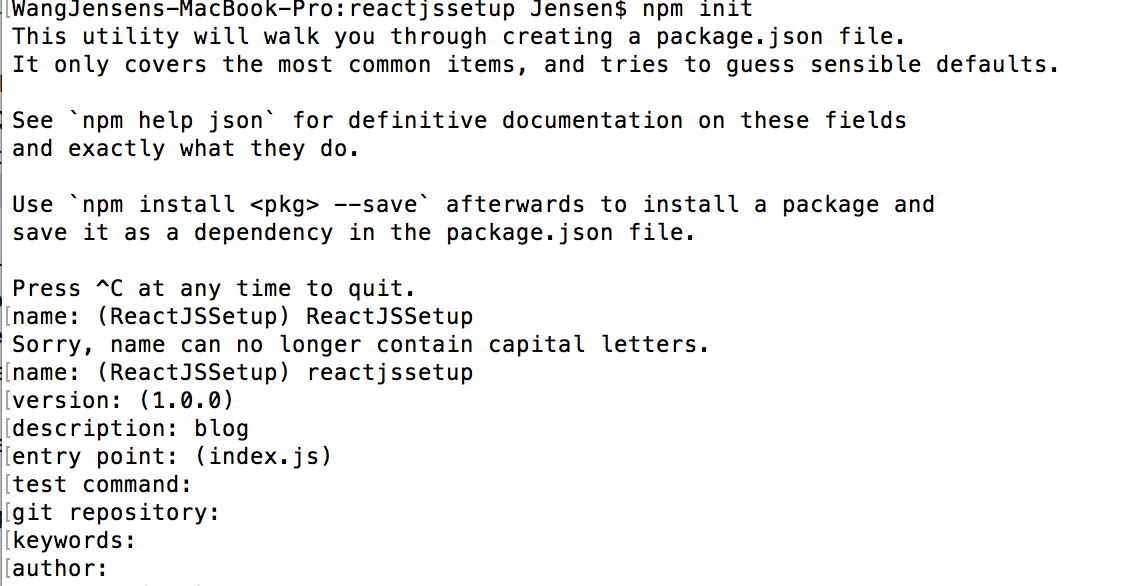 [WangJensens-MacBook-Pro:reactjssetup Jensen$ npm init
This utility will walk you through creating a package.json file.
It only covers the most common items, and tries to guess sensible defaults.
See `npm help json` for definitive documentation on these fields
and exactly what they do.
Use `npm install <pkg> --save` afterwards to install a package and
save it as a dependency in the package.json file.
Press ^C at any time to quit.
[name: (ReactJSSetup) ReactJSSetup
Sorry, name can no longer contain capital letters.
[name: (ReactJSSetup) reactjssetup
[version: (1.0.0)
[description: blog
[entry point: (index.js)
[test command:
[git repository:
[keywords:
[author: